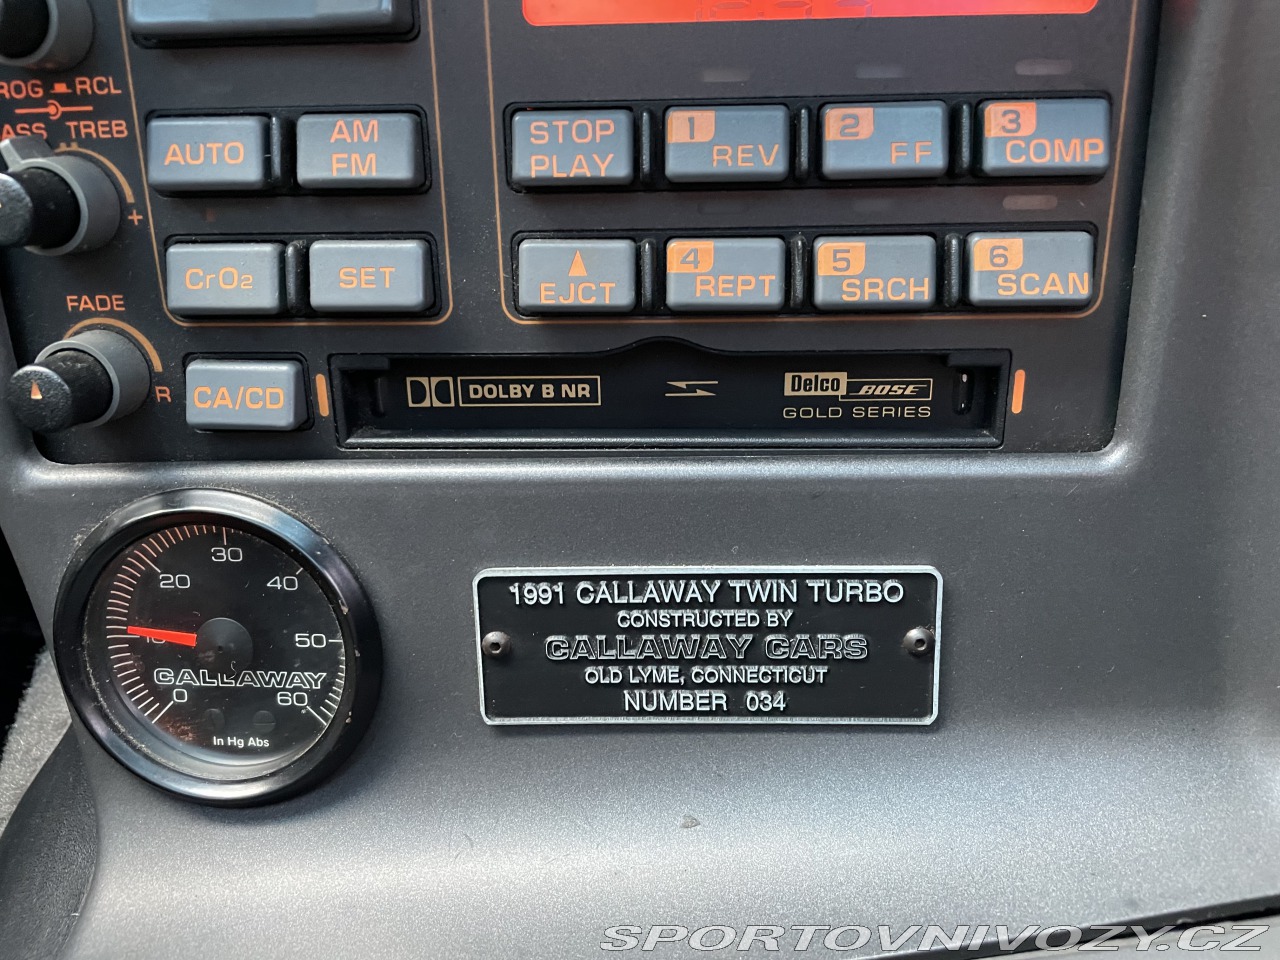 ROG RCL
ASS TREB
+
AUTO
AM
FM
STOP
PLAY
1 REV
2 FF
3 COMP
CrO2
SET
EJCT
4 REPT
5 SRCH
6 SCAN
FADE
R
CA/CD
DOLBY B NR
Delco BOSE
GOLD SERIES
0 10 20 30 40 50 60
CALLAWAY
In Hg Abs
1991 CALLAWAY TWIN TURBO
CONSTRUCTED BY
CALLAWAY CARS
OLD LYME, CONNECTICUT
NUMBER 034
SPORTOVNIVOZY.CZ